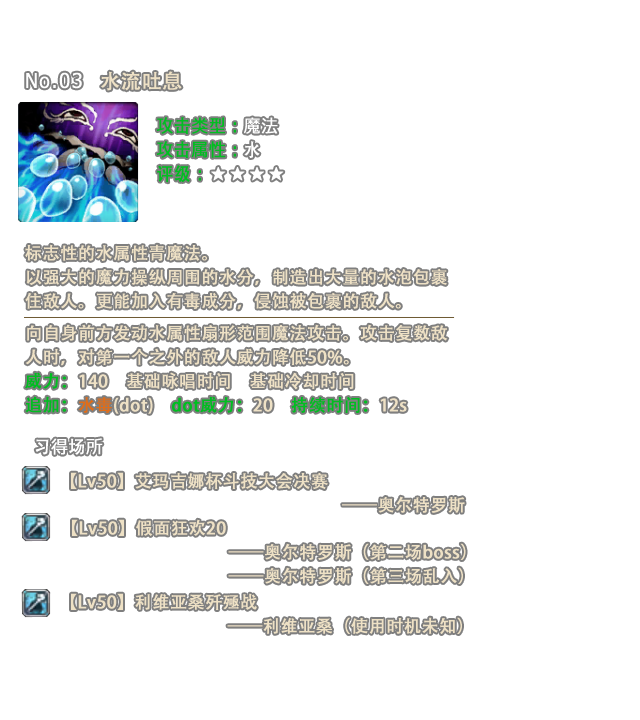 No.03 水流吐息
攻击类型：魔法
攻击属性：水
评级：☆☆☆☆
标志性的水属性青魔法。
以强大的魔力操纵周围的水分，制造出大量的水泡包裹
住敌人。更能加入有毒成分，侵蚀被包裹的敌人。
向自身前方发动水属性扇形范围魔法攻击。攻击复数敌
人时，对第一个之外的敌人威力降低50%。
威力：140 基础咏唱时间 基础冷却时间
追加：水毒(dot) dot威力：20 持续时间：12s
习得场所
【Lv50】艾玛吉娜杯斗技大会决赛
——奥尔特罗斯
【Lv50】假面狂欢20
——奥尔特罗斯（第二场boss）
——奥尔特罗斯（第三场乱入）
【Lv50】利维亚桑歼殛战
——利维亚桑（使用时机未知）